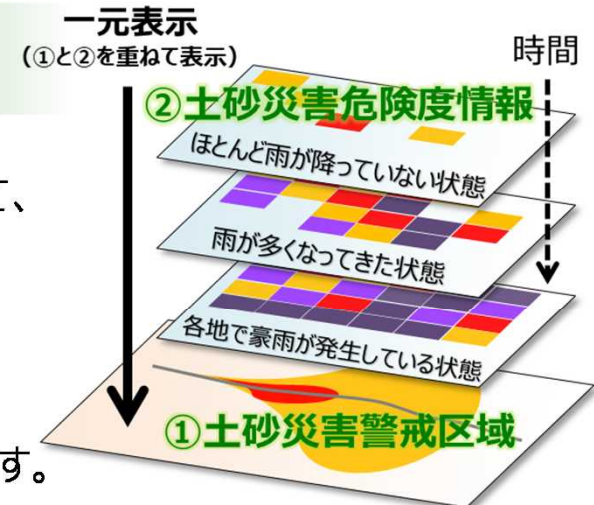 一元表示
（①と②を重ねて表示）
時間
②土砂災害危険度情報
ほとんど雨が降っていない状態
、
雨が多くなってきた状態
各地で豪雨が発生している状態
①土砂災害警戒区域
す。